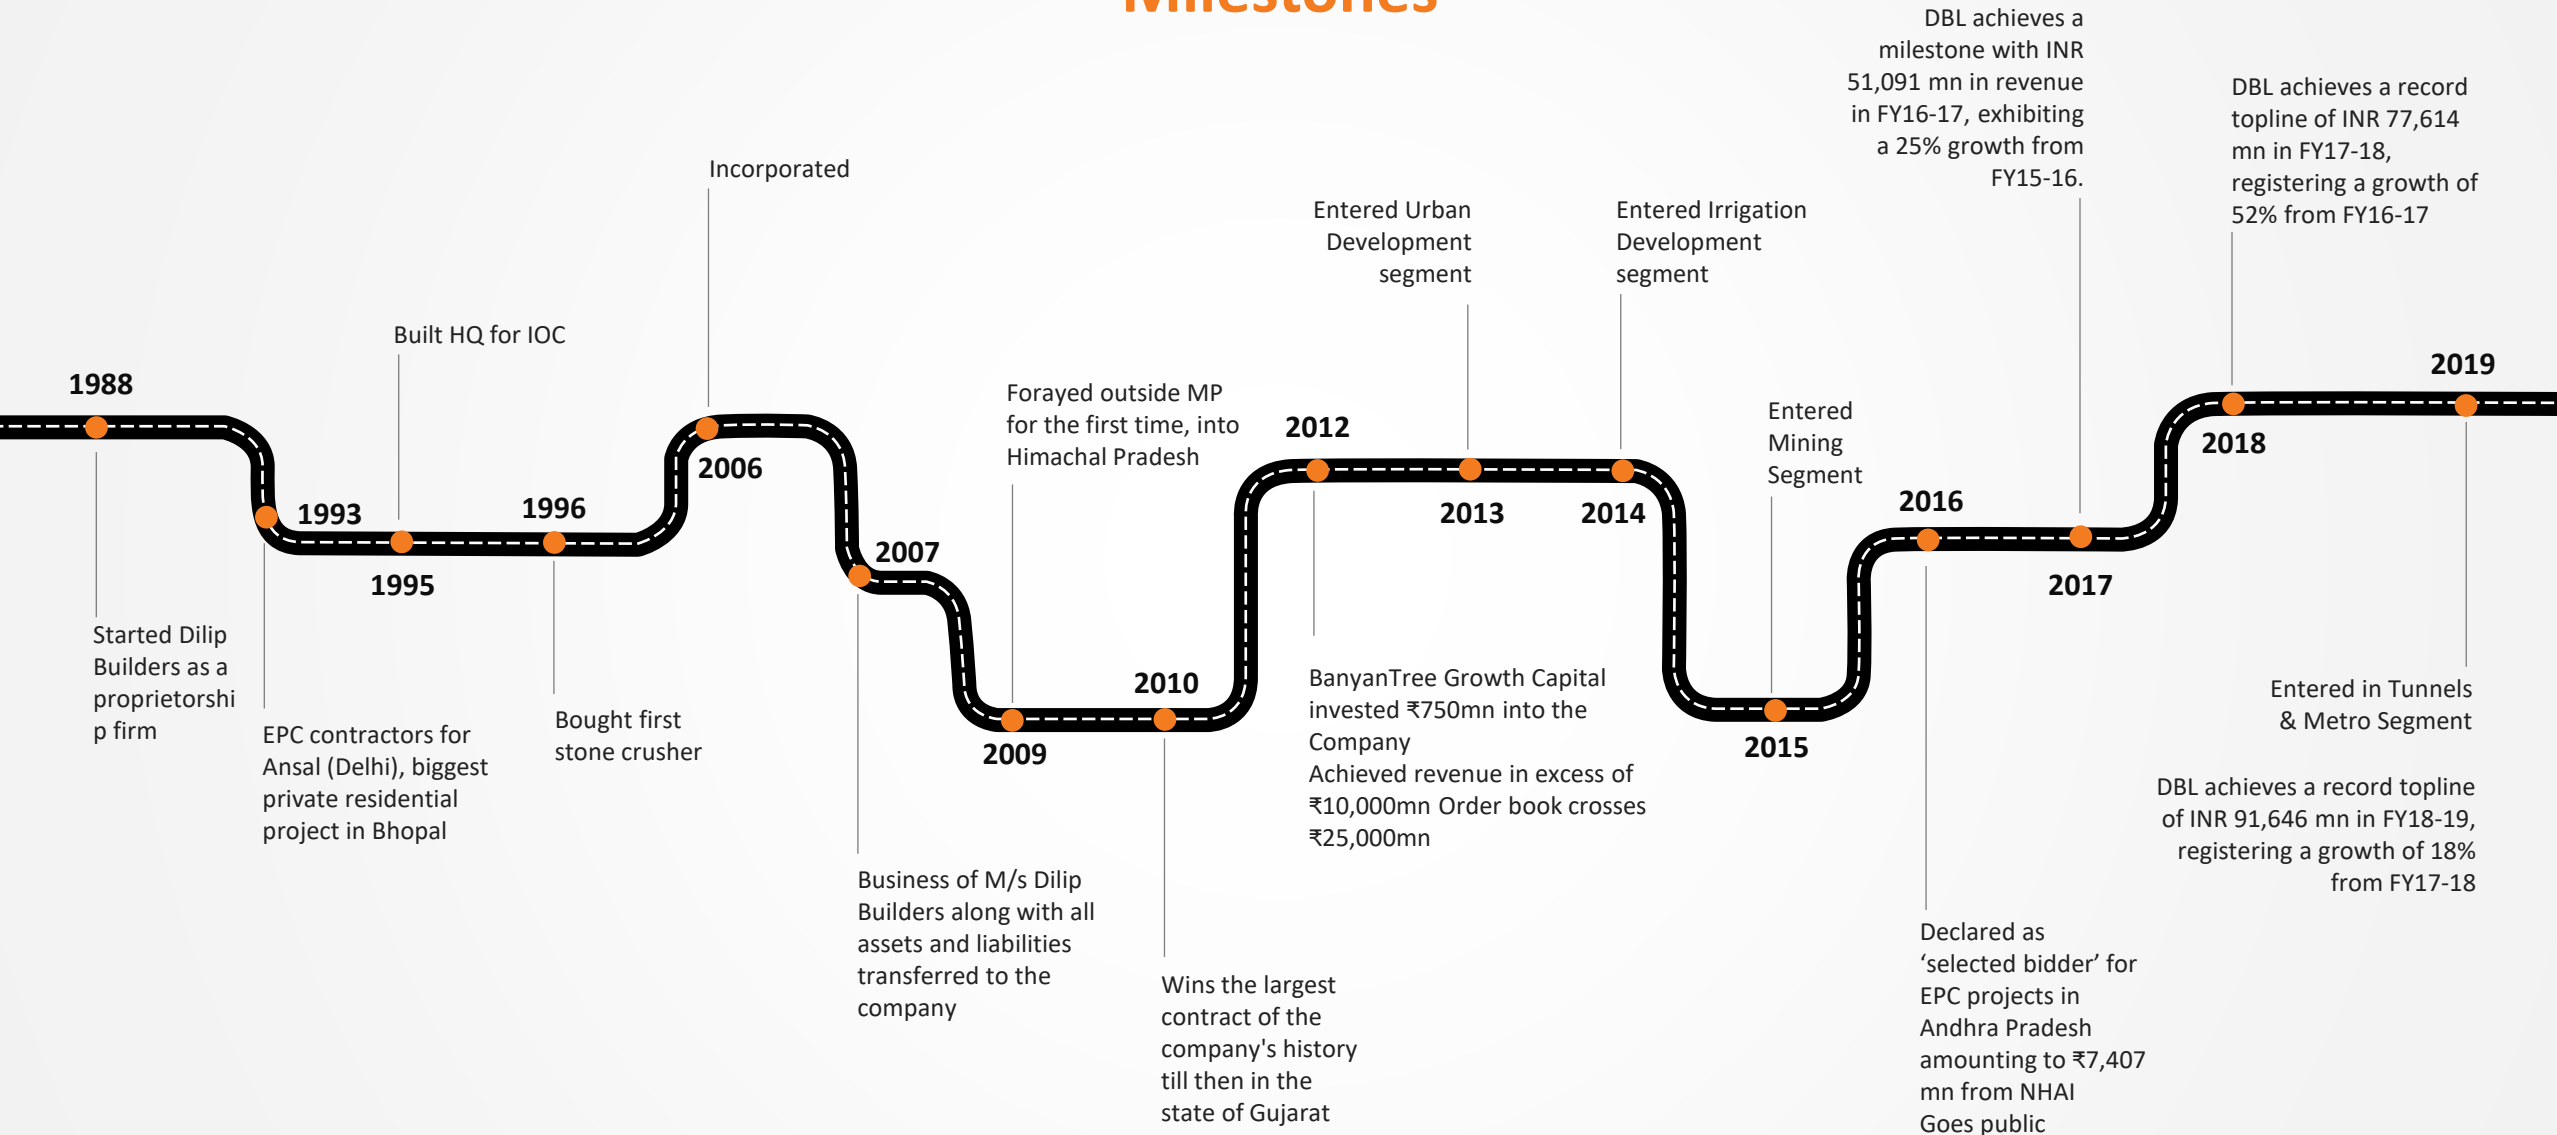 Milestones
1988
Started Dilip
Builders as a
proprietorshi
p firm
1993
EPC contractors for
Ansal (Delhi), biggest
private residential
project in Bhopal
Built HQ for IOC
1995
1996
Bought first
stone crusher
Incorporated
2006
2007
Business of M/s Dilip
Builders along with all
assets and liabilities
transferred to the
company
Forayed outside MP
for the first time, into
Himachal Pradesh
2009
2010
Wins the largest
contract of the
company's history
till then in the
state of Gujarat
2012
BanyanTree Growth Capital
invested ₹750mn into the
Company
Achieved revenue in excess of
₹10,000mn Order book crosses
₹25,000mn
Entered Urban
Development
segment
2013
Entered Irrigation
Development
segment
2014
Entered
Mining
Segment
2015
2016
Declared as
‘selected bidder’ for
EPC projects in
Andhra Pradesh
amounting to ₹7,407
mn from NHAI
Goes public
DBL achieves a
milestone with INR
51,091 mn in revenue
in FY16-17, exhibiting
a 25% growth from
FY15-16.
2017
DBL achieves a record
topline of INR 77,614
mn in FY17-18,
registering a growth of
52% from FY16-17
2018
2019
Entered in Tunnels
& Metro Segment
DBL achieves a record topline
of INR 91,646 mn in FY18-19,
registering a growth of 18%
from FY17-18